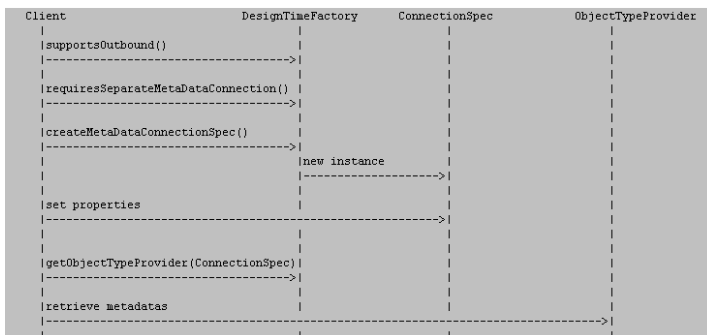 Client DesignTimeFactory ConnectionSpec ObjectTypeProvider
supportsOutbound()
requiresSeparateMetaDataConnection()
createMetaDataConnectionSpec()
new instance
set properties
getObjectTypeProvider(ConnectionSpec)
retrieve metadatas